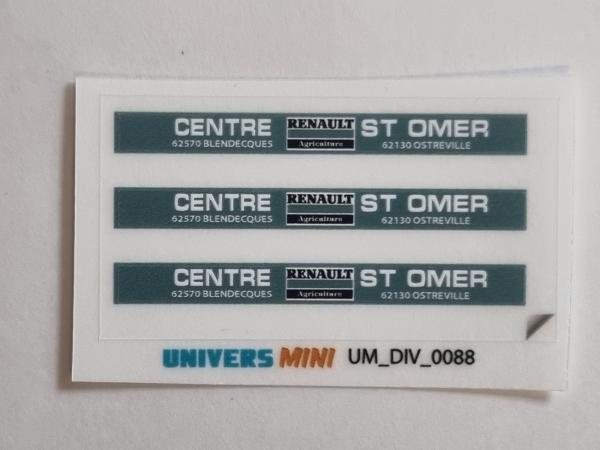 CENTRE RENAULT ST OMER
62570 BLENDECQUES Agriculture 62130 OSTREVILLE
CENTRE RENAULT ST OMER
62570 BLENDECQUES Agriculture 62130 OSTREVILLE
CENTRE RENAULT ST OMER
62570 BLENDECQUES Agriculture 62130 OSTREVILLE
UNIVERS MINI UM_DIV_0088